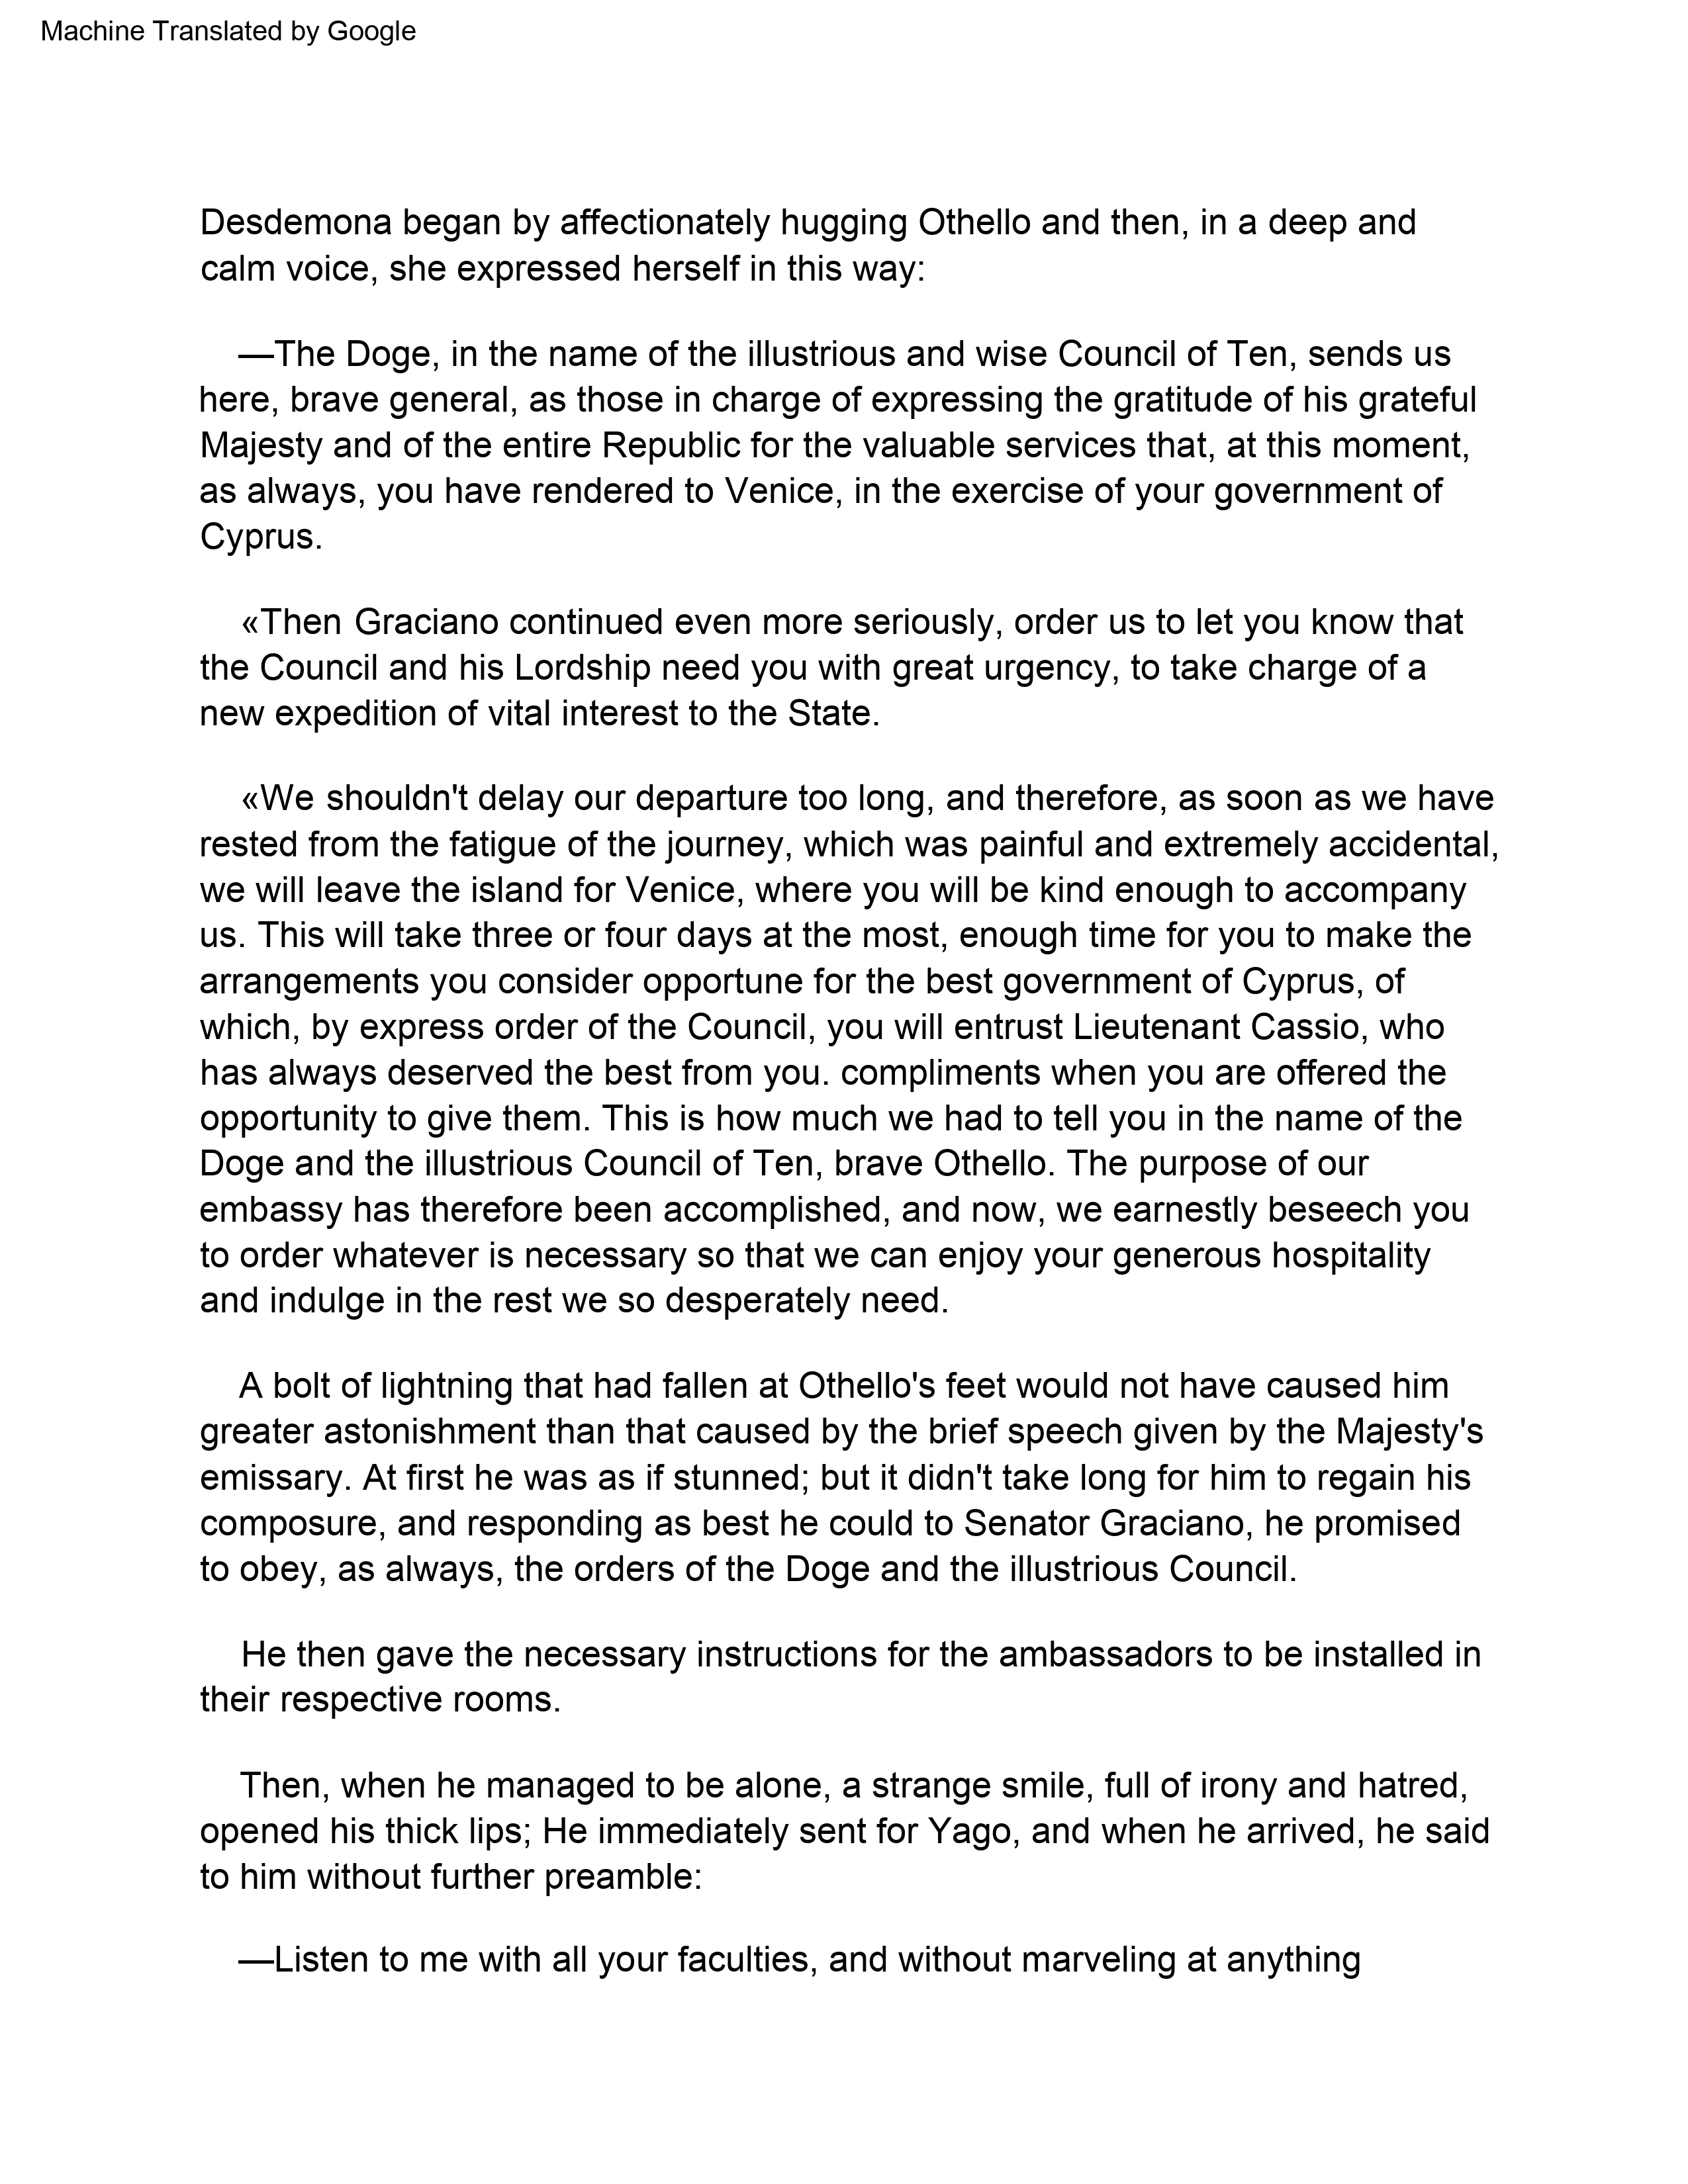 Machine Translated by Google
Desdemona began by affectionately hugging Othello and then, in a deep and
calm voice, she expressed herself in this way:
—The Doge, in the name of the illustrious and wise Council of Ten, sends us
here, brave general, as those in charge of expressing the gratitude of his grateful
Majesty and of the entire Republic for the valuable services that, at this moment,
as always, you have rendered to Venice, in the exercise of your government of
Cyprus.
«Then Graciano continued even more seriously, order us to let you know that
the Council and his Lordship need you with great urgency, to take charge of a
new expedition of vital interest to the State.
«We shouldn't delay our departure too long, and therefore, as soon as we have
rested from the fatigue of the journey, which was painful and extremely accidental,
we will leave the island for Venice, where you will be kind enough to accompany
us. This will take three or four days at the most, enough time for you to make the
arrangements you consider opportune for the best government of Cyprus, of
which, by express order of the Council, you will entrust Lieutenant Cassio, who
has always deserved the best from you. compliments when you are offered the
opportunity to give them. This is how much we had to tell you in the name of the
Doge and the illustrious Council of Ten, brave Othello. The purpose of our
embassy has therefore been accomplished, and now, we earnestly beseech you
to order whatever is necessary so that we can enjoy your generous hospitality
and indulge in the rest we so desperately need.
A bolt of lightning that had fallen at Othello's feet would not have caused him
greater astonishment than that caused by the brief speech given by the Majesty's
emissary. At first he was as if stunned; but it didn't take long for him to regain his
composure, and responding as best he could to Senator Graciano, he promised
to obey, as always, the orders of the Doge and the illustrious Council.
He then gave the necessary instructions for the ambassadors to be installed in
their respective rooms.
Then, when he managed to be alone, a strange smile, full of irony and hatred,
opened his thick lips; He immediately sent for Yago, and when he arrived, he said
to him without further preamble:
—Listen to me with all your faculties, and without marveling at anything